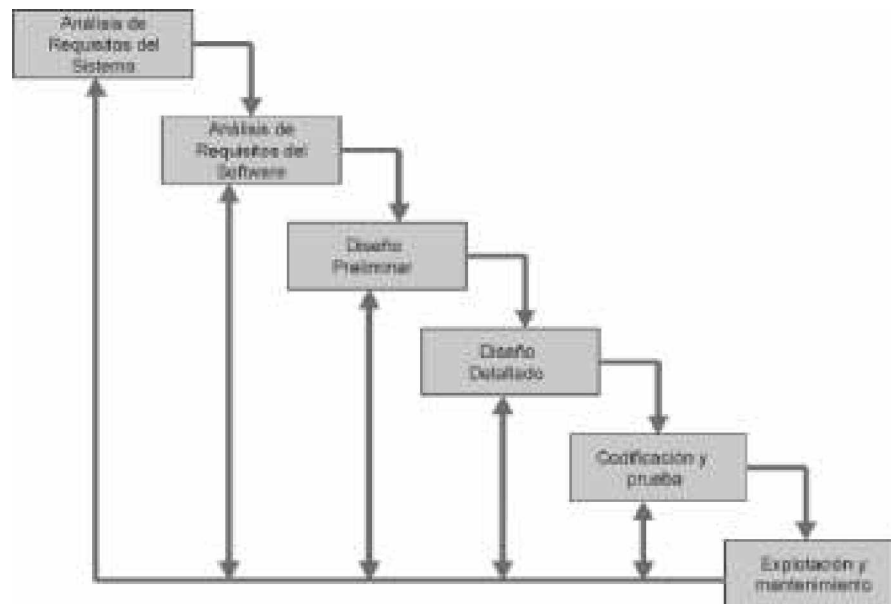 Análisis de
Requisitos del
Sistema
Análisis de
Requisitos del
Software
Diseño
Preliminar
Diseño
Detallado
Codificación y
prueba
Explotación y
mantenimiento